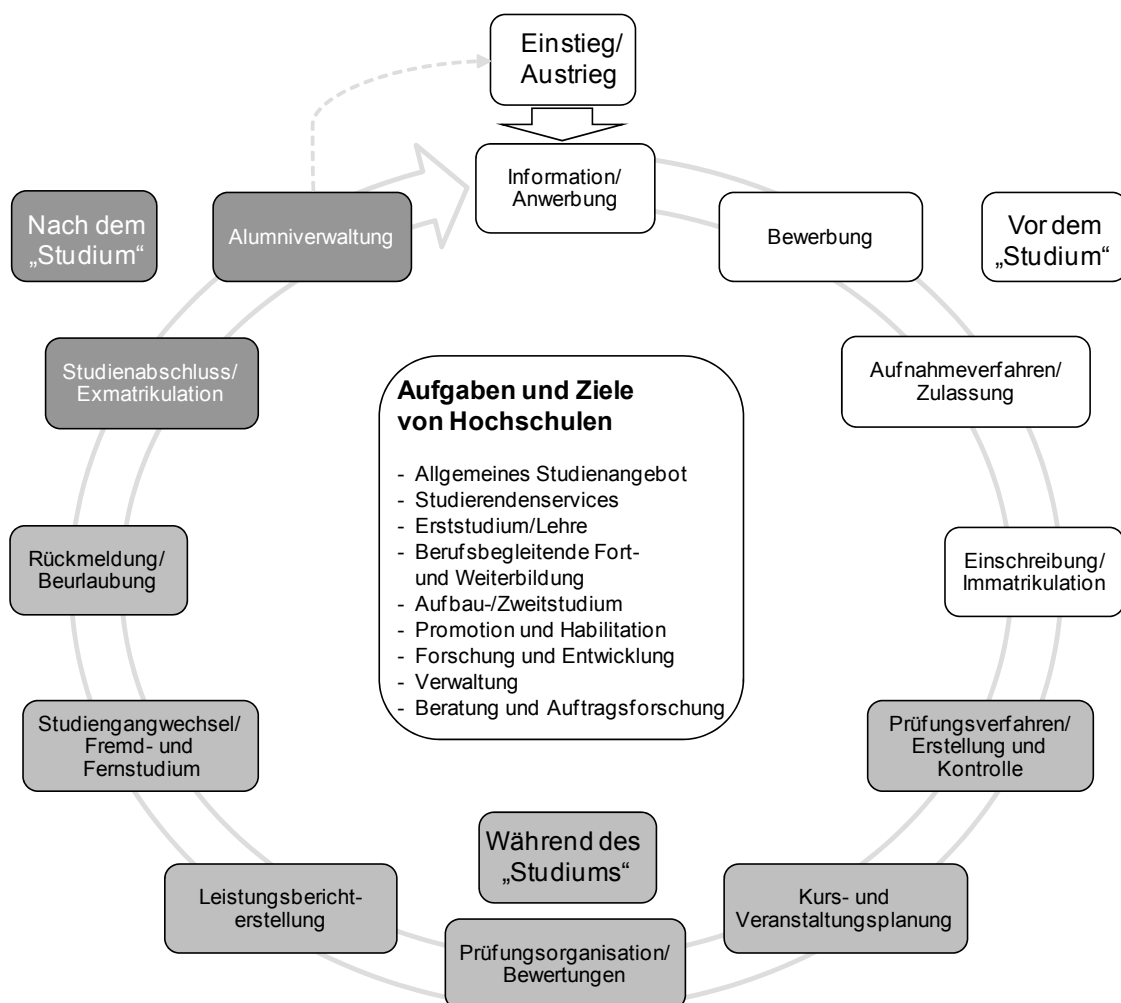 Einstieg/
Austrieg
Information/
Anwerbung
Bewerbung
Vor dem
„Studium“
Aufnahmeverfahren/
Zulassung
Einschreibung/
Immatrikulation
Prüfungsverfahren/
Erstellung und
Kontrolle
Kurs- und
Veranstaltungsplanung
Während des
„Studiums“
Prüfungsorganisation/
Bewertungen
Leistungsbericht-
erstellung
Studiengangwechsel/
Fremd- und
Fernstudium
Rückmeldung/
Beurlaubung
Studienabschluss/
Exmatrikulation
Nach dem
„Studium“
Alumniverwaltung
Aufgaben und Ziele
von Hochschulen
- Allgemeines Studienangebot
- Studierendenservices
- Erststudium/Lehre
- Berufsbegleitende Fort-
und Weiterbildung
- Aufbau-/Zweitstudium
- Promotion und Habilitation
- Forschung und Entwicklung
- Verwaltung
- Beratung und Auftragsforschung